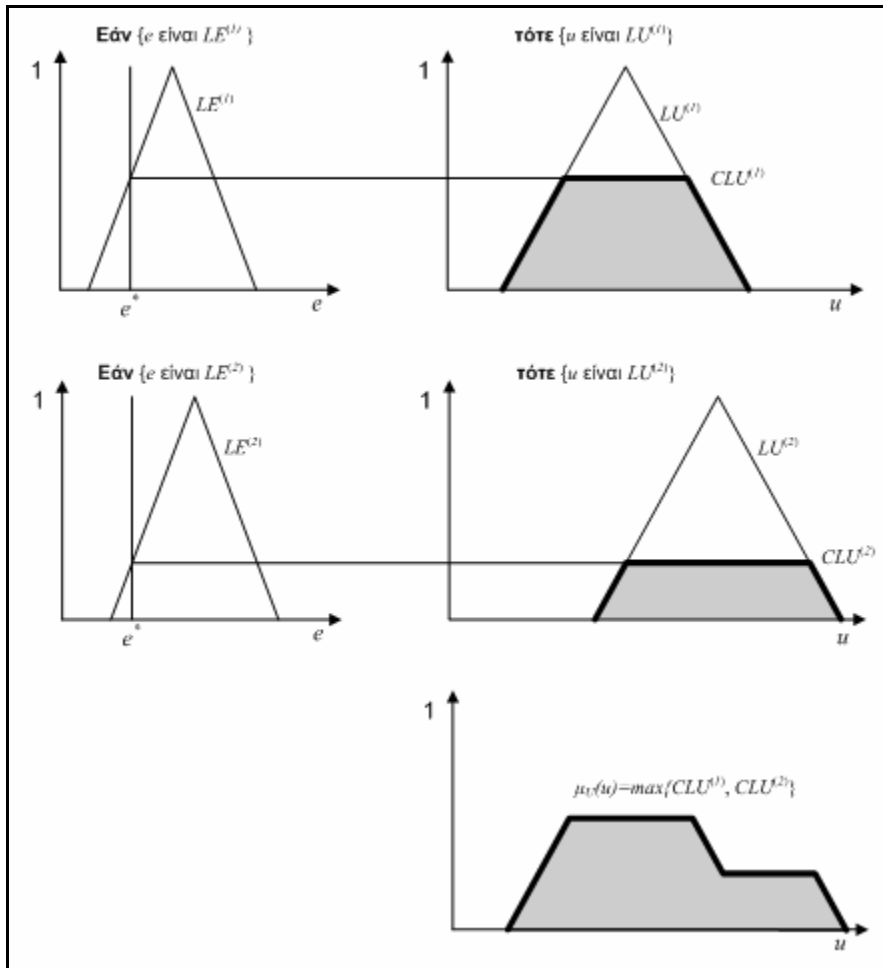 Εάν {e είναι LE⁽¹⁾ }
τότε {u είναι LU⁽¹⁾}
1
LE⁽¹⁾
e*
e
1
LU⁽¹⁾
CLU⁽¹⁾
u
Εάν {e είναι LE⁽²⁾ }
τότε {u είναι LU⁽²⁾}
1
LE⁽²⁾
e*
e
1
LU⁽²⁾
CLU⁽²⁾
u
1
μU(u)=max{CLU⁽¹⁾, CLU⁽²⁾}
u